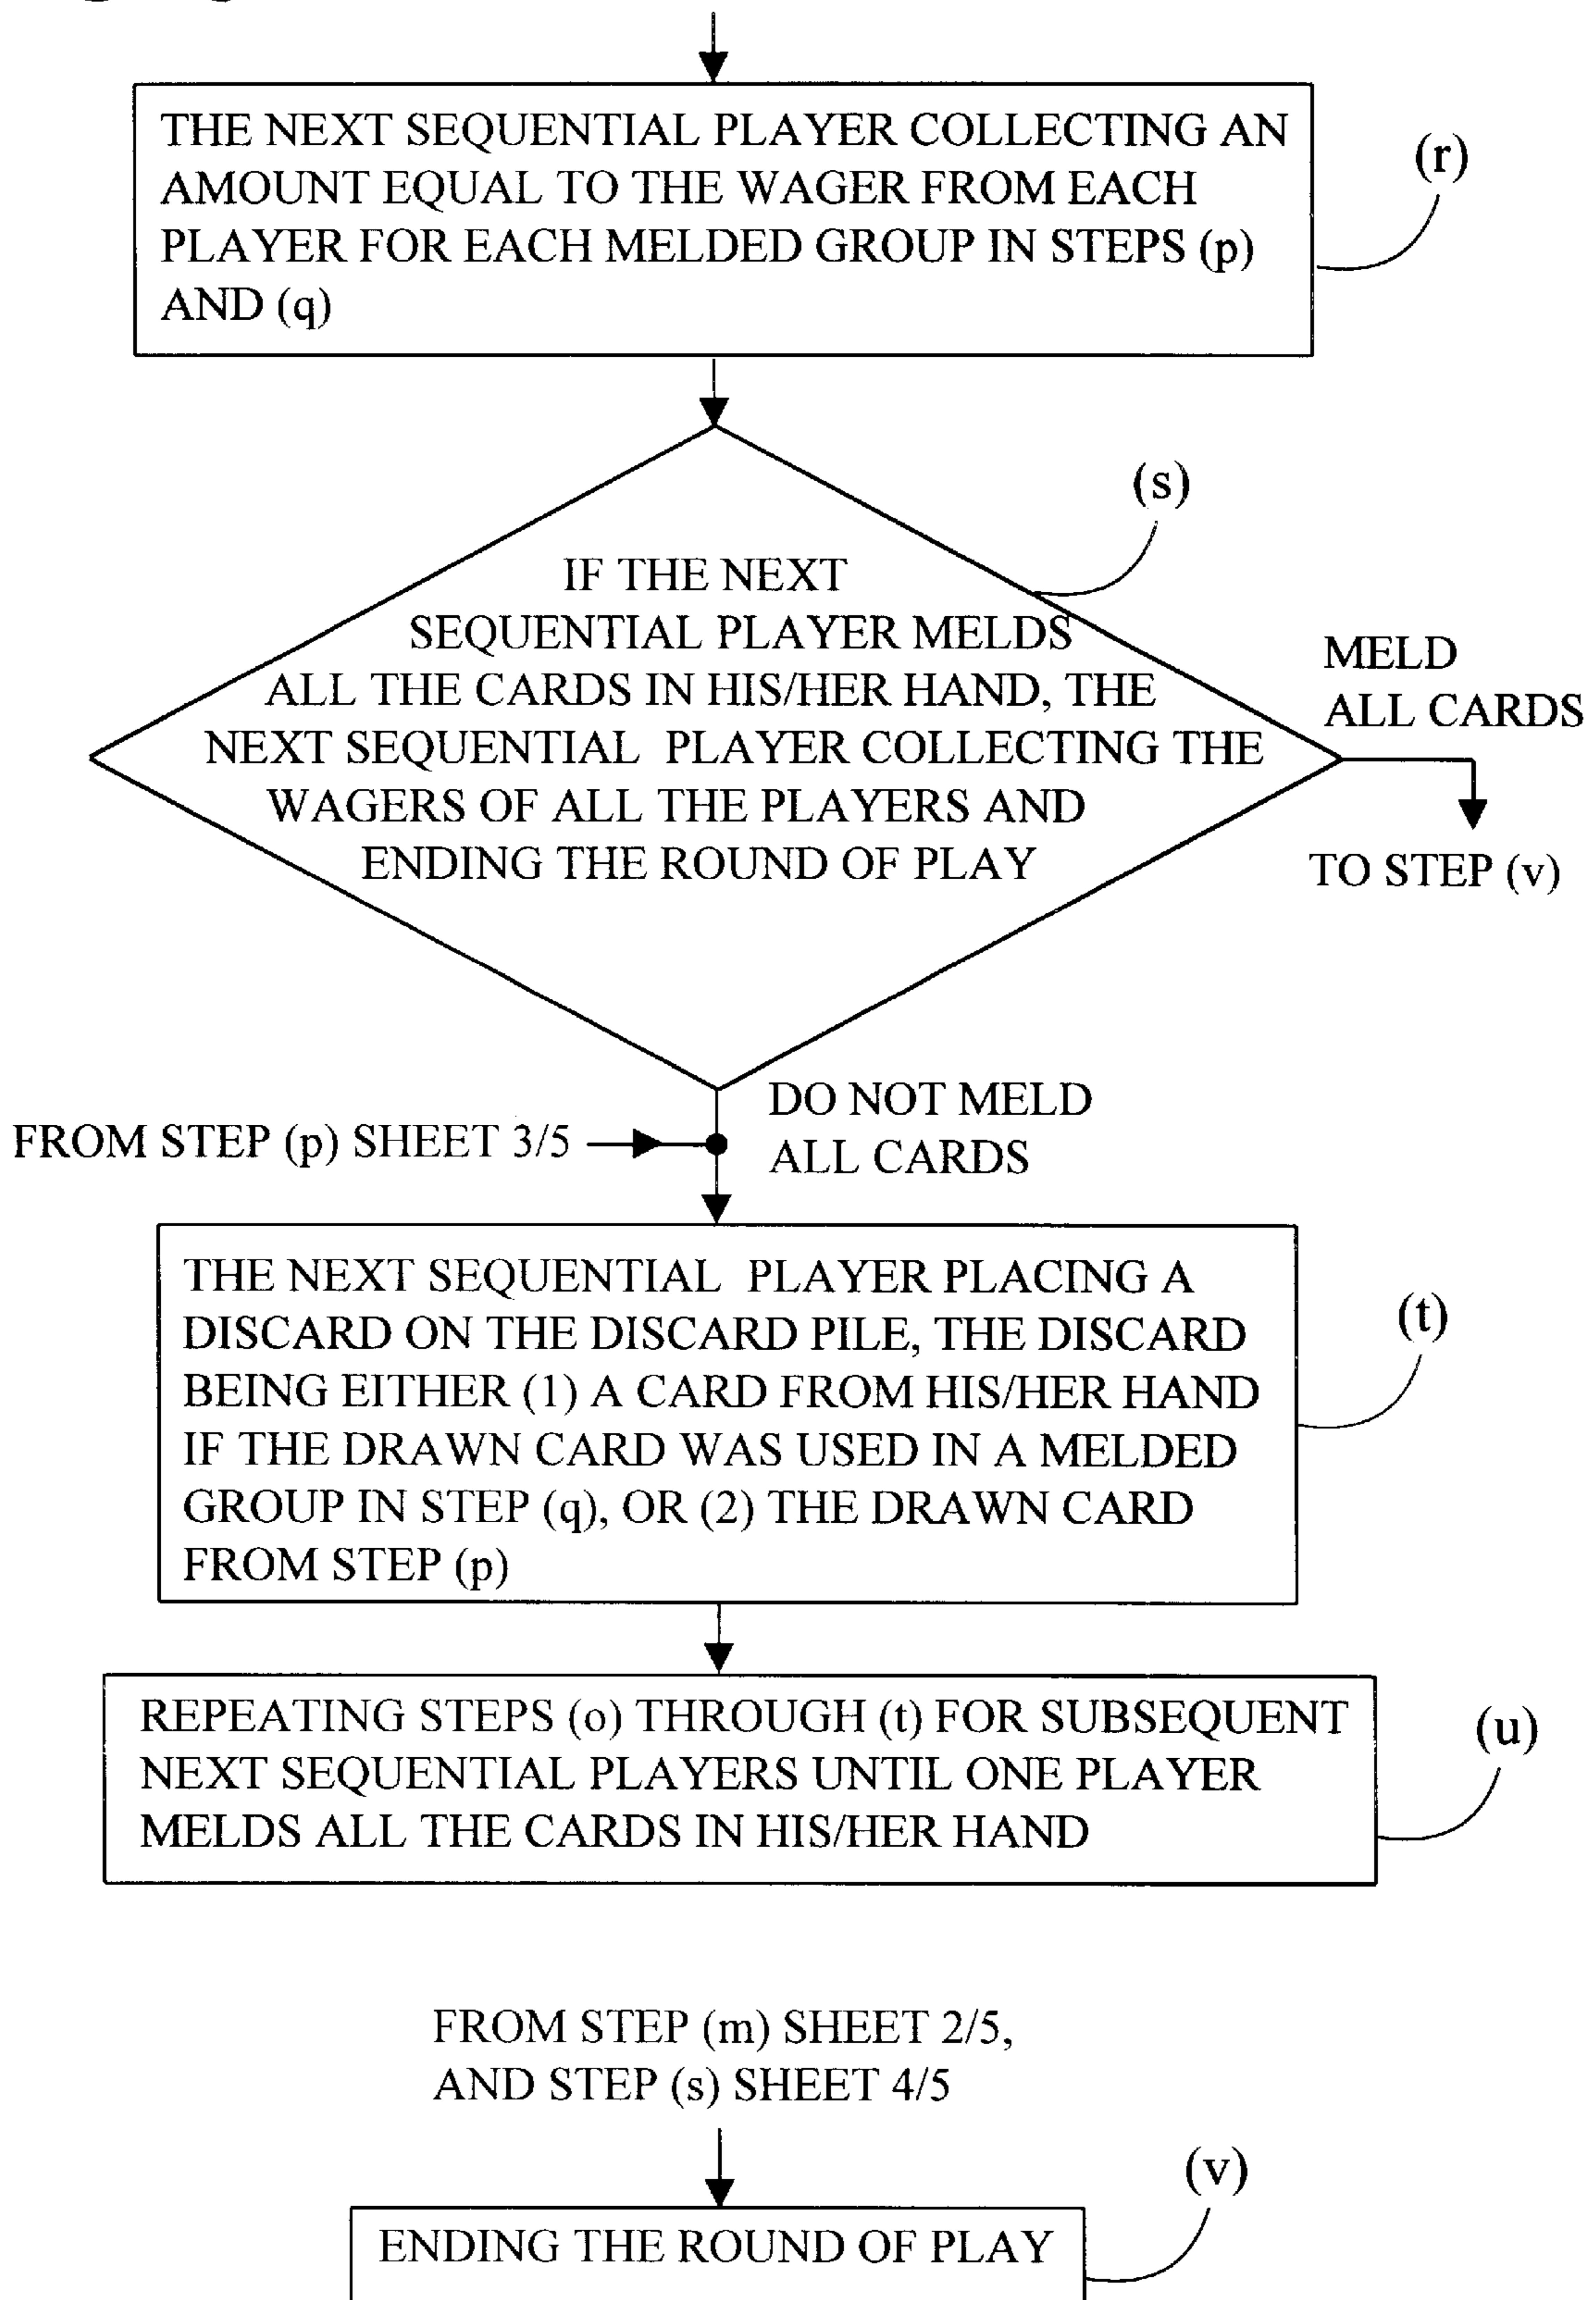 THE NEXT SEQUENTIAL PLAYER COLLECTING AN
AMOUNT EQUAL TO THE WAGER FROM EACH
PLAYER FOR EACH MELDED GROUP IN STEPS (p)
AND (q)
(r)
(s)
IF THE NEXT
SEQUENTIAL PLAYER MELDS
ALL THE CARDS IN HIS/HER HAND, THE
NEXT SEQUENTIAL PLAYER COLLECTING THE
WAGERS OF ALL THE PLAYERS AND
ENDING THE ROUND OF PLAY
MELD
ALL CARDS
TO STEP (v)
DO NOT MELD
ALL CARDS
FROM STEP (p) SHEET 3/5
THE NEXT SEQUENTIAL PLAYER PLACING A
DISCARD ON THE DISCARD PILE, THE DISCARD
BEING EITHER (1) A CARD FROM HIS/HER HAND
IF THE DRAWN CARD WAS USED IN A MELDED
GROUP IN STEP (q), OR (2) THE DRAWN CARD
FROM STEP (p)
(t)
REPEATING STEPS (o) THROUGH (t) FOR SUBSEQUENT
NEXT SEQUENTIAL PLAYERS UNTIL ONE PLAYER
MELDS ALL THE CARDS IN HIS/HER HAND
(u)
FROM STEP (m) SHEET 2/5,
AND STEP (s) SHEET 4/5
(v)
ENDING THE ROUND OF PLAY